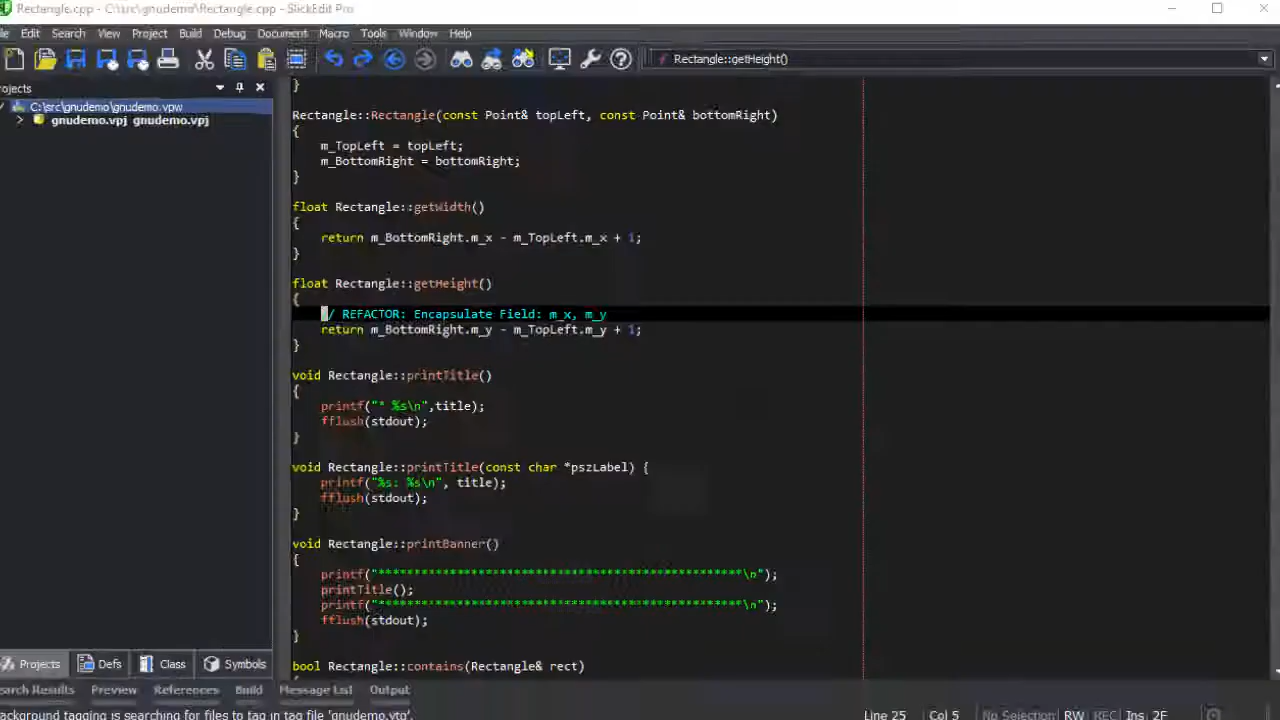 Rectangle.cpp - C:\src\gnudemo\Rectangle.cpp - SlickEdit Pro
ile Edit Search View Project Build Debug Document Macro Tools Window Help
Rectangle::getHeight()
rojects
C:\src\gnudemo\gnudemo.vpw
gnudemo.vpj gnudemo.vpj
}
Rectangle::Rectangle(const Point& topLeft, const Point& bottomRight)
{
m_TopLeft = topLeft;
m_BottomRight = bottomRight;
}
float Rectangle::getWidth()
{
return m_BottomRight.m_x - m_TopLeft.m_x + 1;
}
float Rectangle::getHeight()
{
/ REFACTOR: Encapsulate Field: m_x, m_y
return m_BottomRight.m_y - m_TopLeft.m_y + 1;
}
void Rectangle::printTitle()
{
printf("* %s\n",title);
fflush(stdout);
}
void Rectangle::printTitle(const char *pszLabel) {
printf("%s: %s\n", title);
fflush(stdout);
}
void Rectangle::printBanner()
{
printf("***************************************************\n");
printTitle();
printf("***************************************************\n");
fflush(stdout);
}
bool Rectangle::contains(Rectangle& rect)
Projects Defs Class Symbols
earch Results Preview References Build Message List Output
ackground tagging is searching for files to tag in tag file 'gnudemo.vtg'. Line 25 Col 5 No Selection RW REC Ins 2F